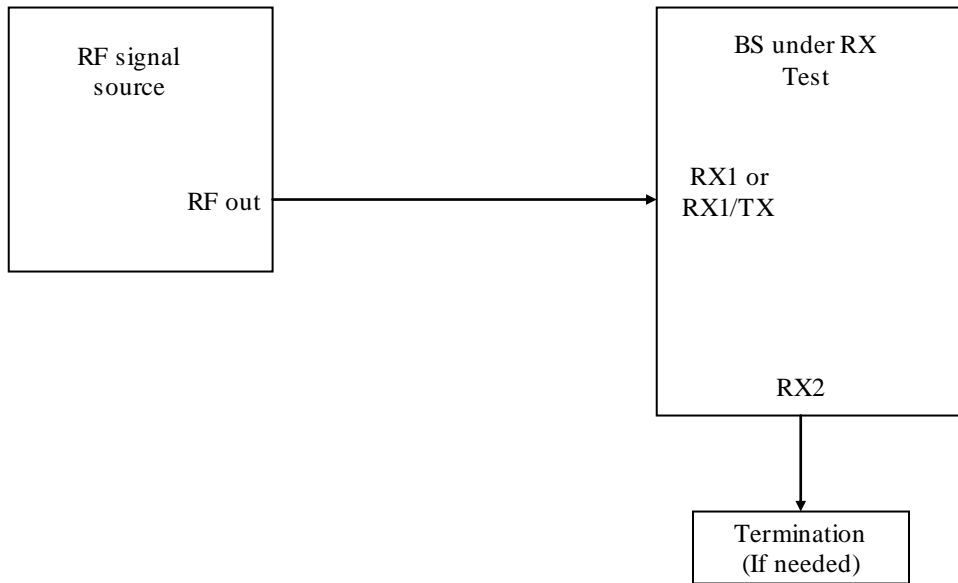 RF signal
source
RF out
BS under RX
Test
RX1 or
RX1/TX
RX2
Termination
(If needed)